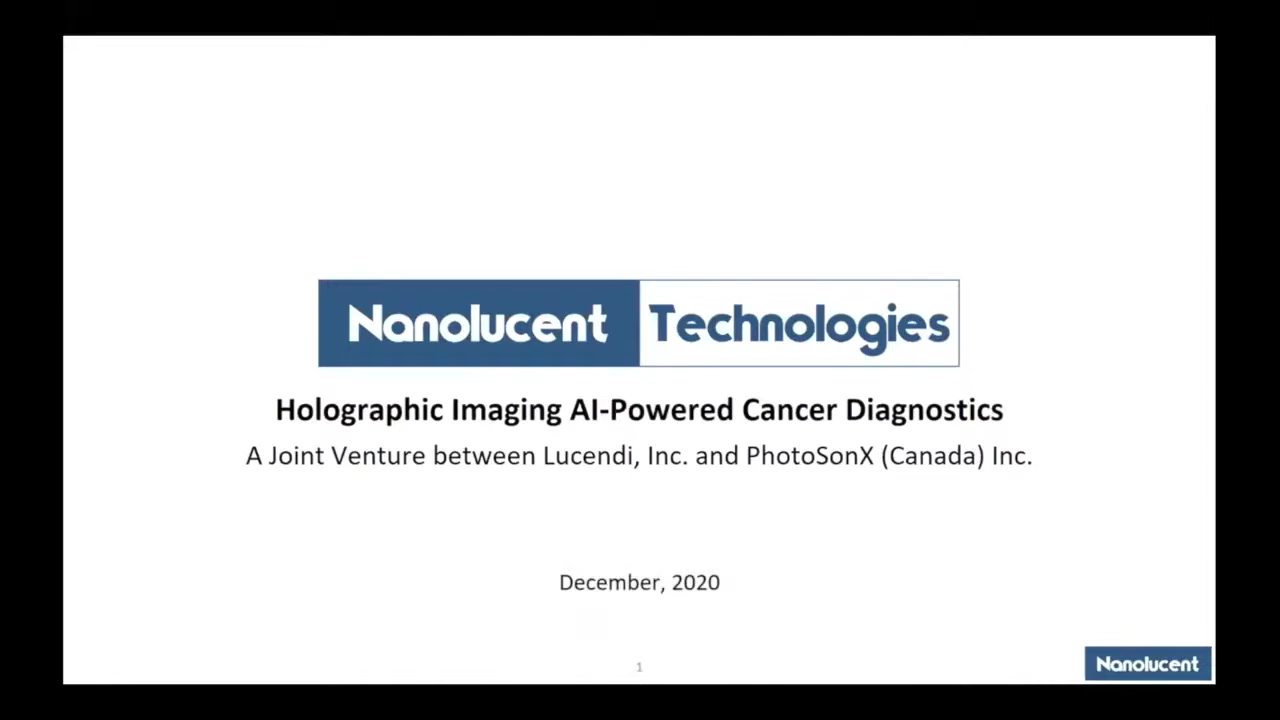 Nanolucent Technologies
Holographic Imaging AI-Powered Cancer Diagnostics
A Joint Venture between Lucendi, Inc. and PhotoSonX (Canada) Inc.
December, 2020
1
Nanolucent